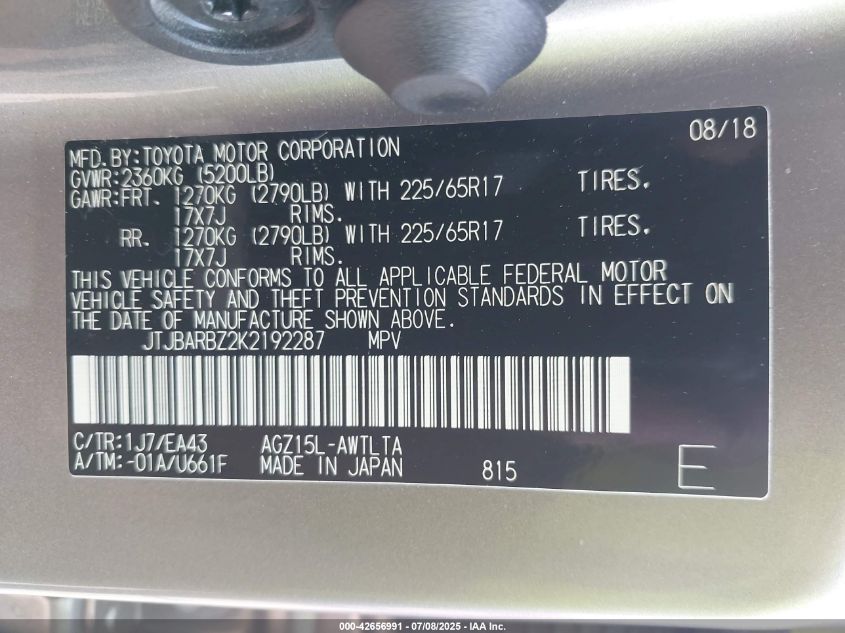 08/18
MFD.BY:TOYOTA MOTOR CORPORATION
GVWR:2360KG (5200LB)
GAWR:FRT. 1270KG (2790LB) WITH 225/65R17 TIRES.
17X7J RIMS.
RR. 1270KG (2790LB) WITH 225/65R17 TIRES.
17X7J RIMS.
THIS VEHICLE CONFORMS TO ALL APPLICABLE FEDERAL MOTOR
VEHICLE SAFETY AND THEFT PREVENTION STANDARDS IN EFFECT ON
THE DATE OF MANUFACTURE SHOWN ABOVE.
JTJBARBZ2K2192287 MPV
C/TR:1J7/EA43 AGZ15L-AWTLTA
A/TM:-01A/U661F MADE IN JAPAN 815 E
000-42656991 - 07/08/2025 - IAA Inc.